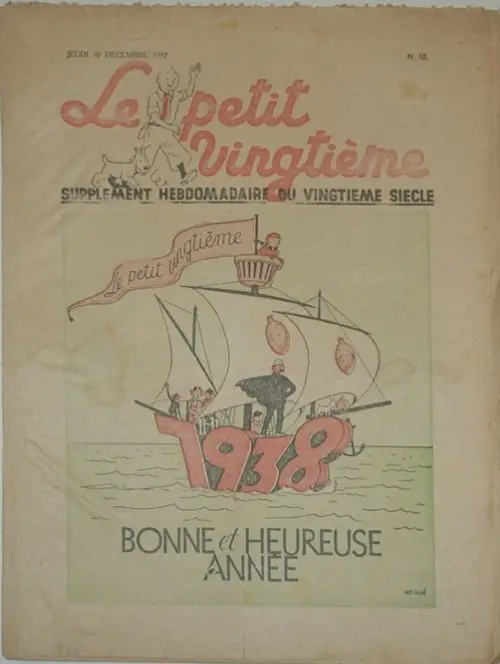 JEUDI 30 DECEMBRE 1937
N. 52.
Le petit
vingtième
SUPPLEMENT HEBDOMADAIRE DU VINGTIEME SIECLE
Le petit vingtième
1938
BONNE et HEUREUSE
ANNÉE
HERGÉ